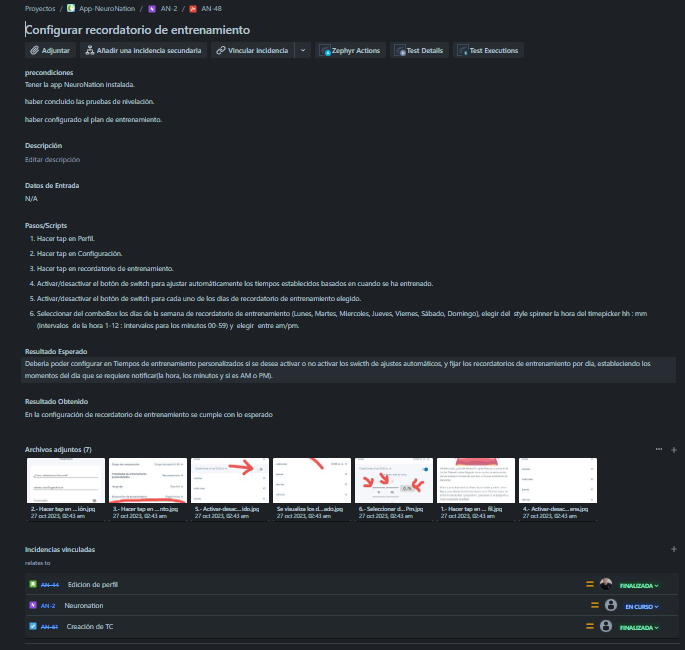 Proyectos / App-NeuroNation / AN-2 / AN-48
Configurar recordatorio de entrenamiento
Adjuntar Añadir una incidencia secundaria Vincular incidencia Zephyr Actions Test Details Test Executions
precondiciones
Tener la app NeuroNation instalada.
haber concluido las pruebas de nivelación.
haber configurado el plan de entrenamiento.
Descripción
Editar descripción
Datos de Entrada
N/A
Pasos/Scripts
1. Hacer tap en Perfil.
2. Hacer tap en Configuración.
3. Hacer tap en recordatorio de entrenamiento.
4. Activar/desactivar el botón de switch para ajustar automáticamente los tiempos establecidos basados en cuando se ha entrenado.
5. Activar/desactivar el botón de switch para cada uno de los días de recordatorio de entrenamiento elegido.
6. Seleccionar del comboBox los días de la semana de recordatorio de entrenamiento (Lunes, Martes, Miercoles, Jueves, Viernes, Sábado, Domingo), elegir del style spinner la hora del timepicker hh : mm
(intervalos de la hora 1-12 : intervalos para los minutos 00-59) y elegir entre am/pm.
Resultado Esperado
Debería poder configurar en Tiempos de entrenamiento personalizados si se desea activar o no activar los swicth de ajustes automáticos, y fijar los recordatorios de entrenamiento por día, estableciendo los
momentos del día que se requiere notificar(la hora, los minutos y si es AM o PM).
Resultado Obtenido
En la configuración de recordatorio de entrenamiento se cumple con lo esperado
Archivos adjuntos (7)
2.- Hacer tap en ...ión.jpg
27 oct 2023, 02:43 am
3.- Hacer tap en ...nto.jpg
27 oct 2023, 02:43 am
5.- Activar-desac...ido.jpg
27 oct 2023, 02:43 am
Se visualiza los d...ado.jpg
27 oct 2023, 02:43 am
6.- Seleccionar d...Pm.jpg
27 oct 2023, 02:43 am
1.- Hacer tap en ...fil.jpg
27 oct 2023, 02:43 am
4.- Activar-desac...ena.jpg
27 oct 2023, 02:43 am
Incidencias vinculadas
relates to
AN-44 Edicion de perfil FINALIZADA
AN-2 Neuronation EN CURSO
Creación de TC FINALIZADA